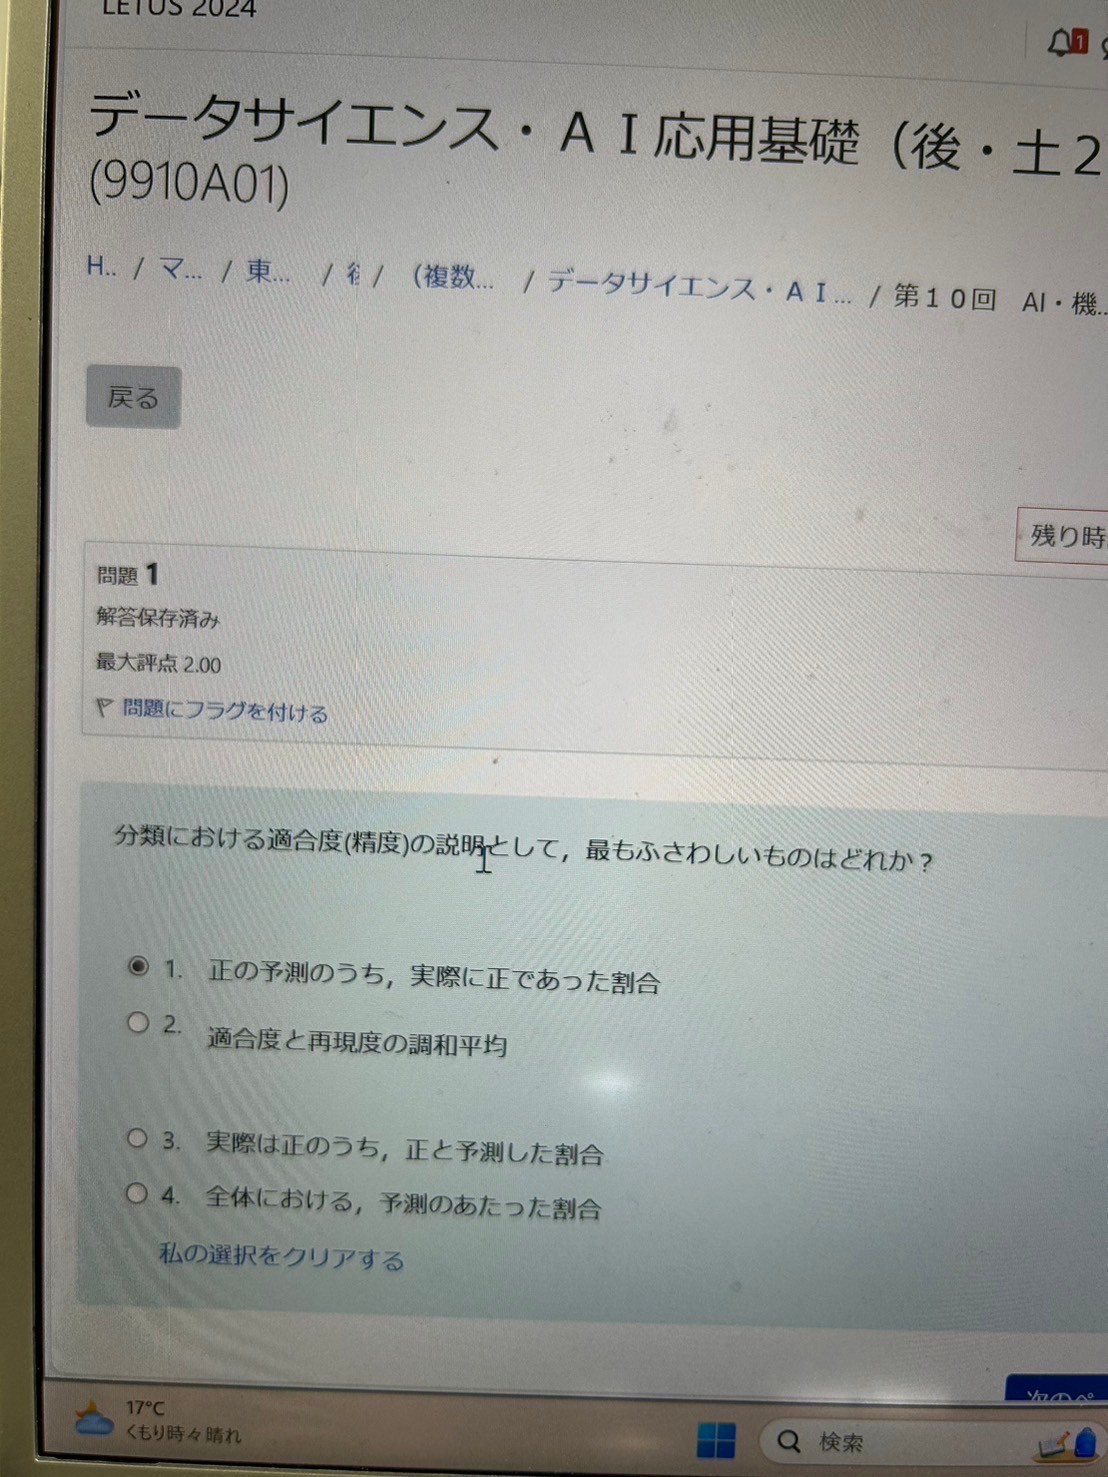 LETUS 2024
1
データサイエンス・ＡＩ応用基礎（後・土２
(9910A01)
H... / マ... / 東... / 後 / （複数... / データサイエンス・ＡＩ... / 第１０回 AI・機...
戻る
残り時
問題 1
解答保存済み
最大評点 2.00
問題にフラグを付ける
分類における適合度(精度)の説明として，最もふさわしいものはどれか？
1. 正の予測のうち，実際に正であった割合
2. 適合度と再現度の調和平均
3. 実際は正のうち，正と予測した割合
4. 全体における，予測のあたった割合
私の選択をクリアする
次のペ
17°C
くもり時々晴れ
検索